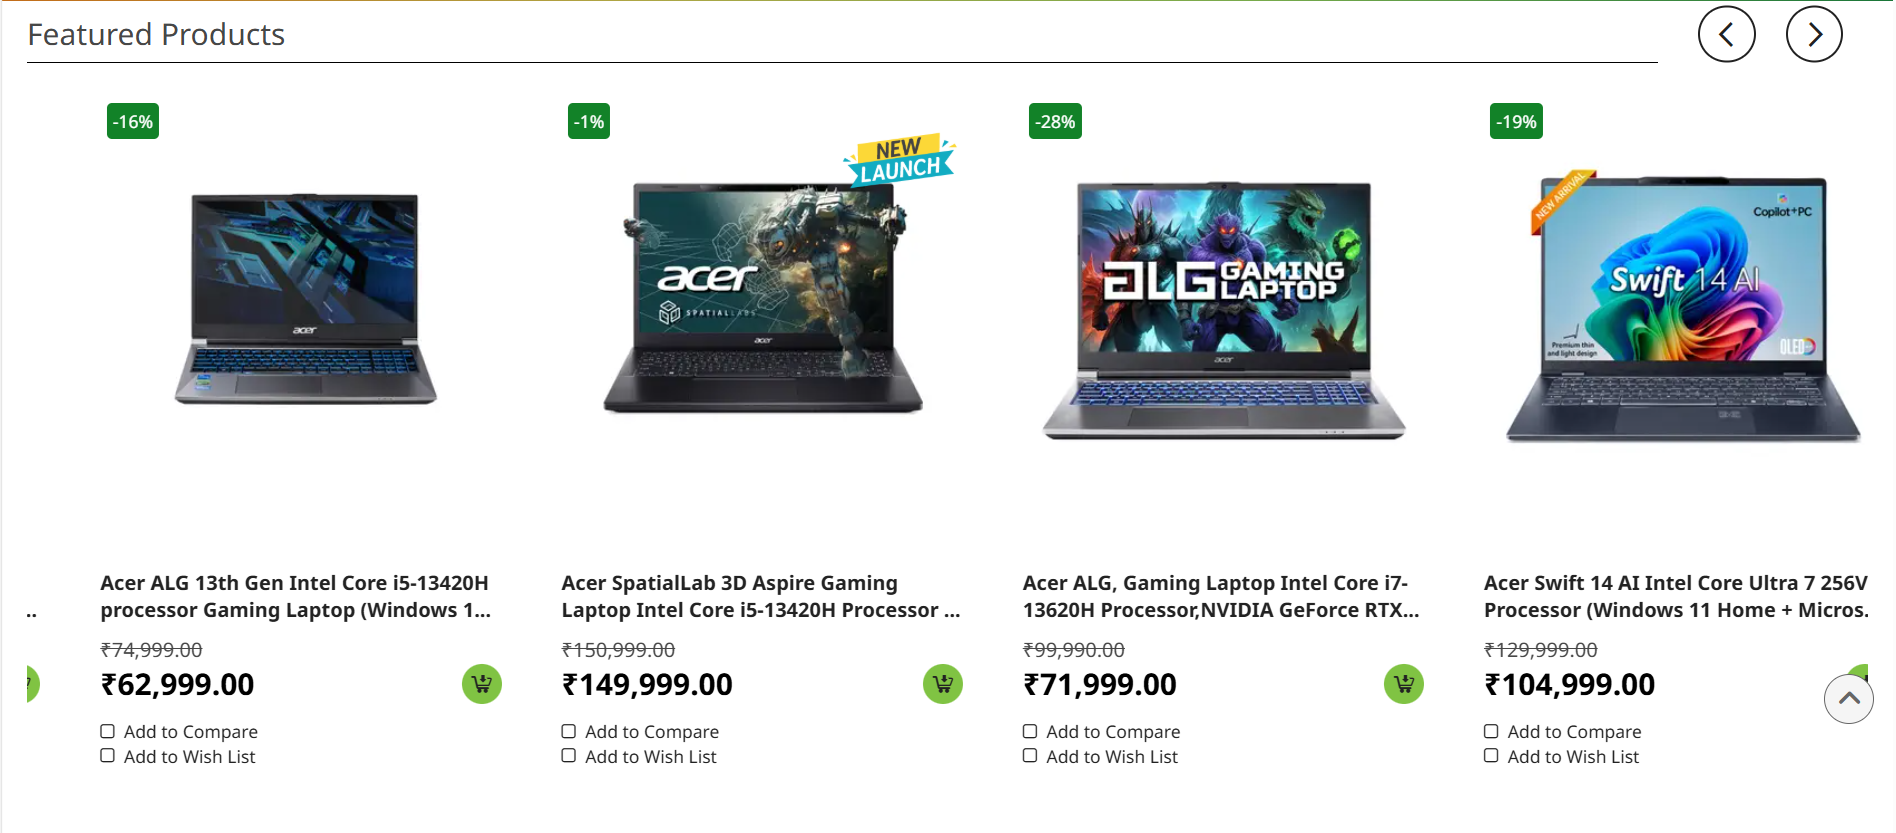 Featured Products
-16%
-1%
-28%
-19%
NEW
LAUNCH
NEW ARRIVAL
Copilot+PC
acer
SPATIALLABS
acer
acer
ALG GAMING
LAPTOP
acer
Swift 14 AI
Premium thin
and light design
OLED
..
Acer ALG 13th Gen Intel Core i5-13420H
processor Gaming Laptop (Windows 1...
₹74,999.00
₹62,999.00
Add to Compare
Add to Wish List
Acer SpatialLab 3D Aspire Gaming
Laptop Intel Core i5-13420H Processor ...
₹150,999.00
₹149,999.00
Add to Compare
Add to Wish List
Acer ALG, Gaming Laptop Intel Core i7-
13620H Processor,NVIDIA GeForce RTX...
₹99,990.00
₹71,999.00
Add to Compare
Add to Wish List
Acer Swift 14 AI Intel Core Ultra 7 256V
Processor (Windows 11 Home + Micros.
₹129,999.00
₹104,999.00
Add to Compare
Add to Wish List